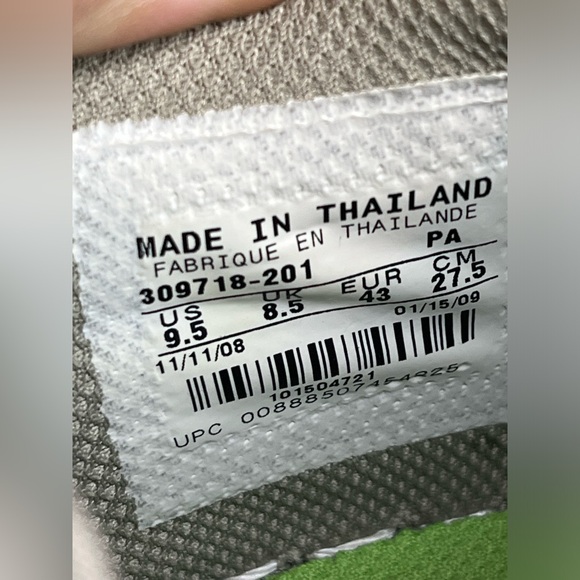 MADE IN THAILAND
FABRIQUE EN THAILANDE
309718-201 PA
US UK EUR CM
9.5 8.5 43 27.5
11/11/08 01/15/09
101504721
UPC